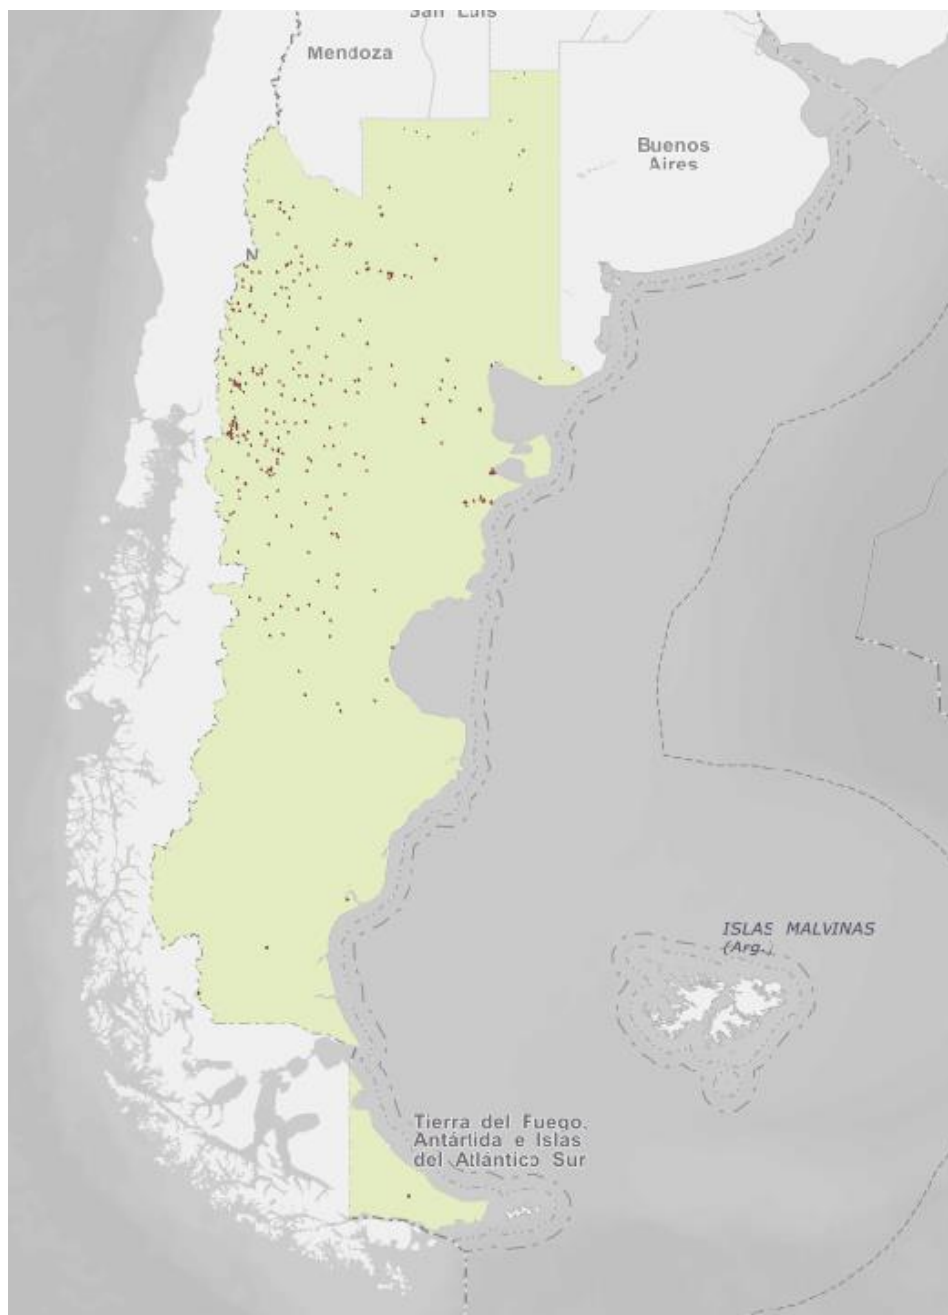 San Luis
Mendoza
Buenos
Aires
N
ISLAS MALVINAS
(Arg.)
Tierra del Fuego,
Antártida e Islas
del Atlántico Sur